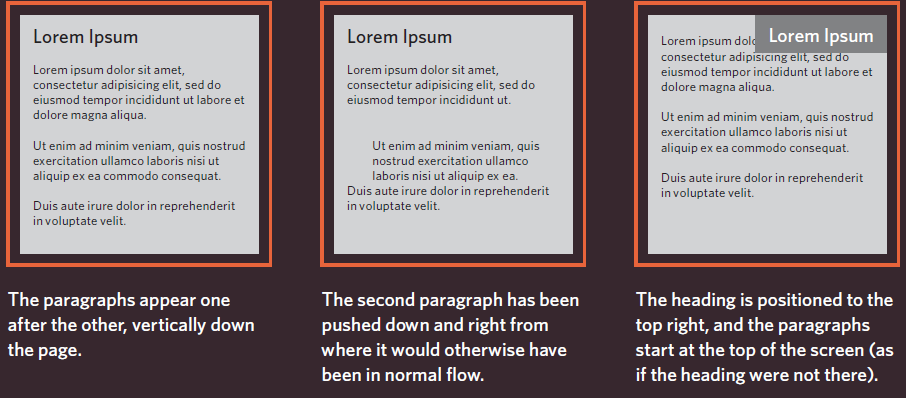 Lorem Ipsum
Lorem ipsum dolor sit amet,
consectetur adipisicing elit, sed do
eiusmod tempor incididunt ut labore et
dolore magna aliqua.
Ut enim ad minim veniam, quis nostrud
exercitation ullamco laboris nisi ut
aliquip ex ea commodo consequat.
Duis aute irure dolor in reprehenderit
in voluptate velit.
The paragraphs appear one
after the other, vertically down
the page.
Lorem Ipsum
Lorem ipsum dolor sit amet,
consectetur adipisicing elit, sed do
eiusmod tempor incididunt ut.
Ut enim ad minim veniam, quis
nostrud exercitation ullamco
laboris nisi ut aliquip ex ea.
Duis aute irure dolor in reprehenderit
in voluptate velit.
The second paragraph has been
pushed down and right from
where it would otherwise have
been in normal flow.
Lorem Ipsum
Lorem ipsum dolo
consectetur adipisicing elit, sed do
eiusmod tempor incididunt ut labore et
dolore magna aliqua.
Ut enim ad minim veniam, quis nostrud
exercitation ullamco laboris nisi ut
aliquip ex ea commodo consequat.
Duis aute irure dolor in reprehenderit
in voluptate velit.
The heading is positioned to the
top right, and the paragraphs
start at the top of the screen (as
if the heading were not there).